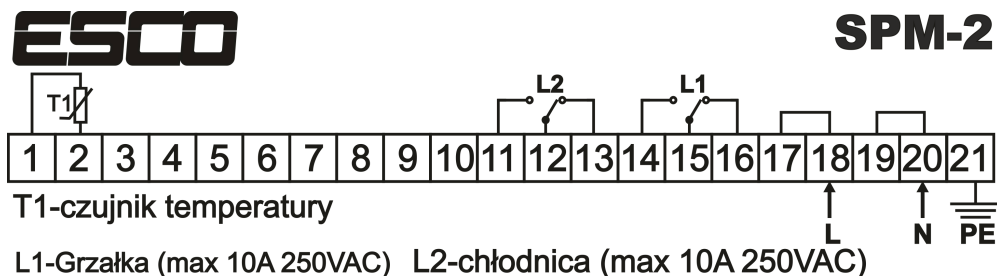 ESCO SPM-2
T1 L2 L1
1 2 3 4 5 6 7 8 9 10 11 12 13 14 15 16 17 18 19 20 21
T1-czujnik temperatury
L N PE
L1-Grzałka (max 10A 250VAC) L2-chłodnica (max 10A 250VAC)